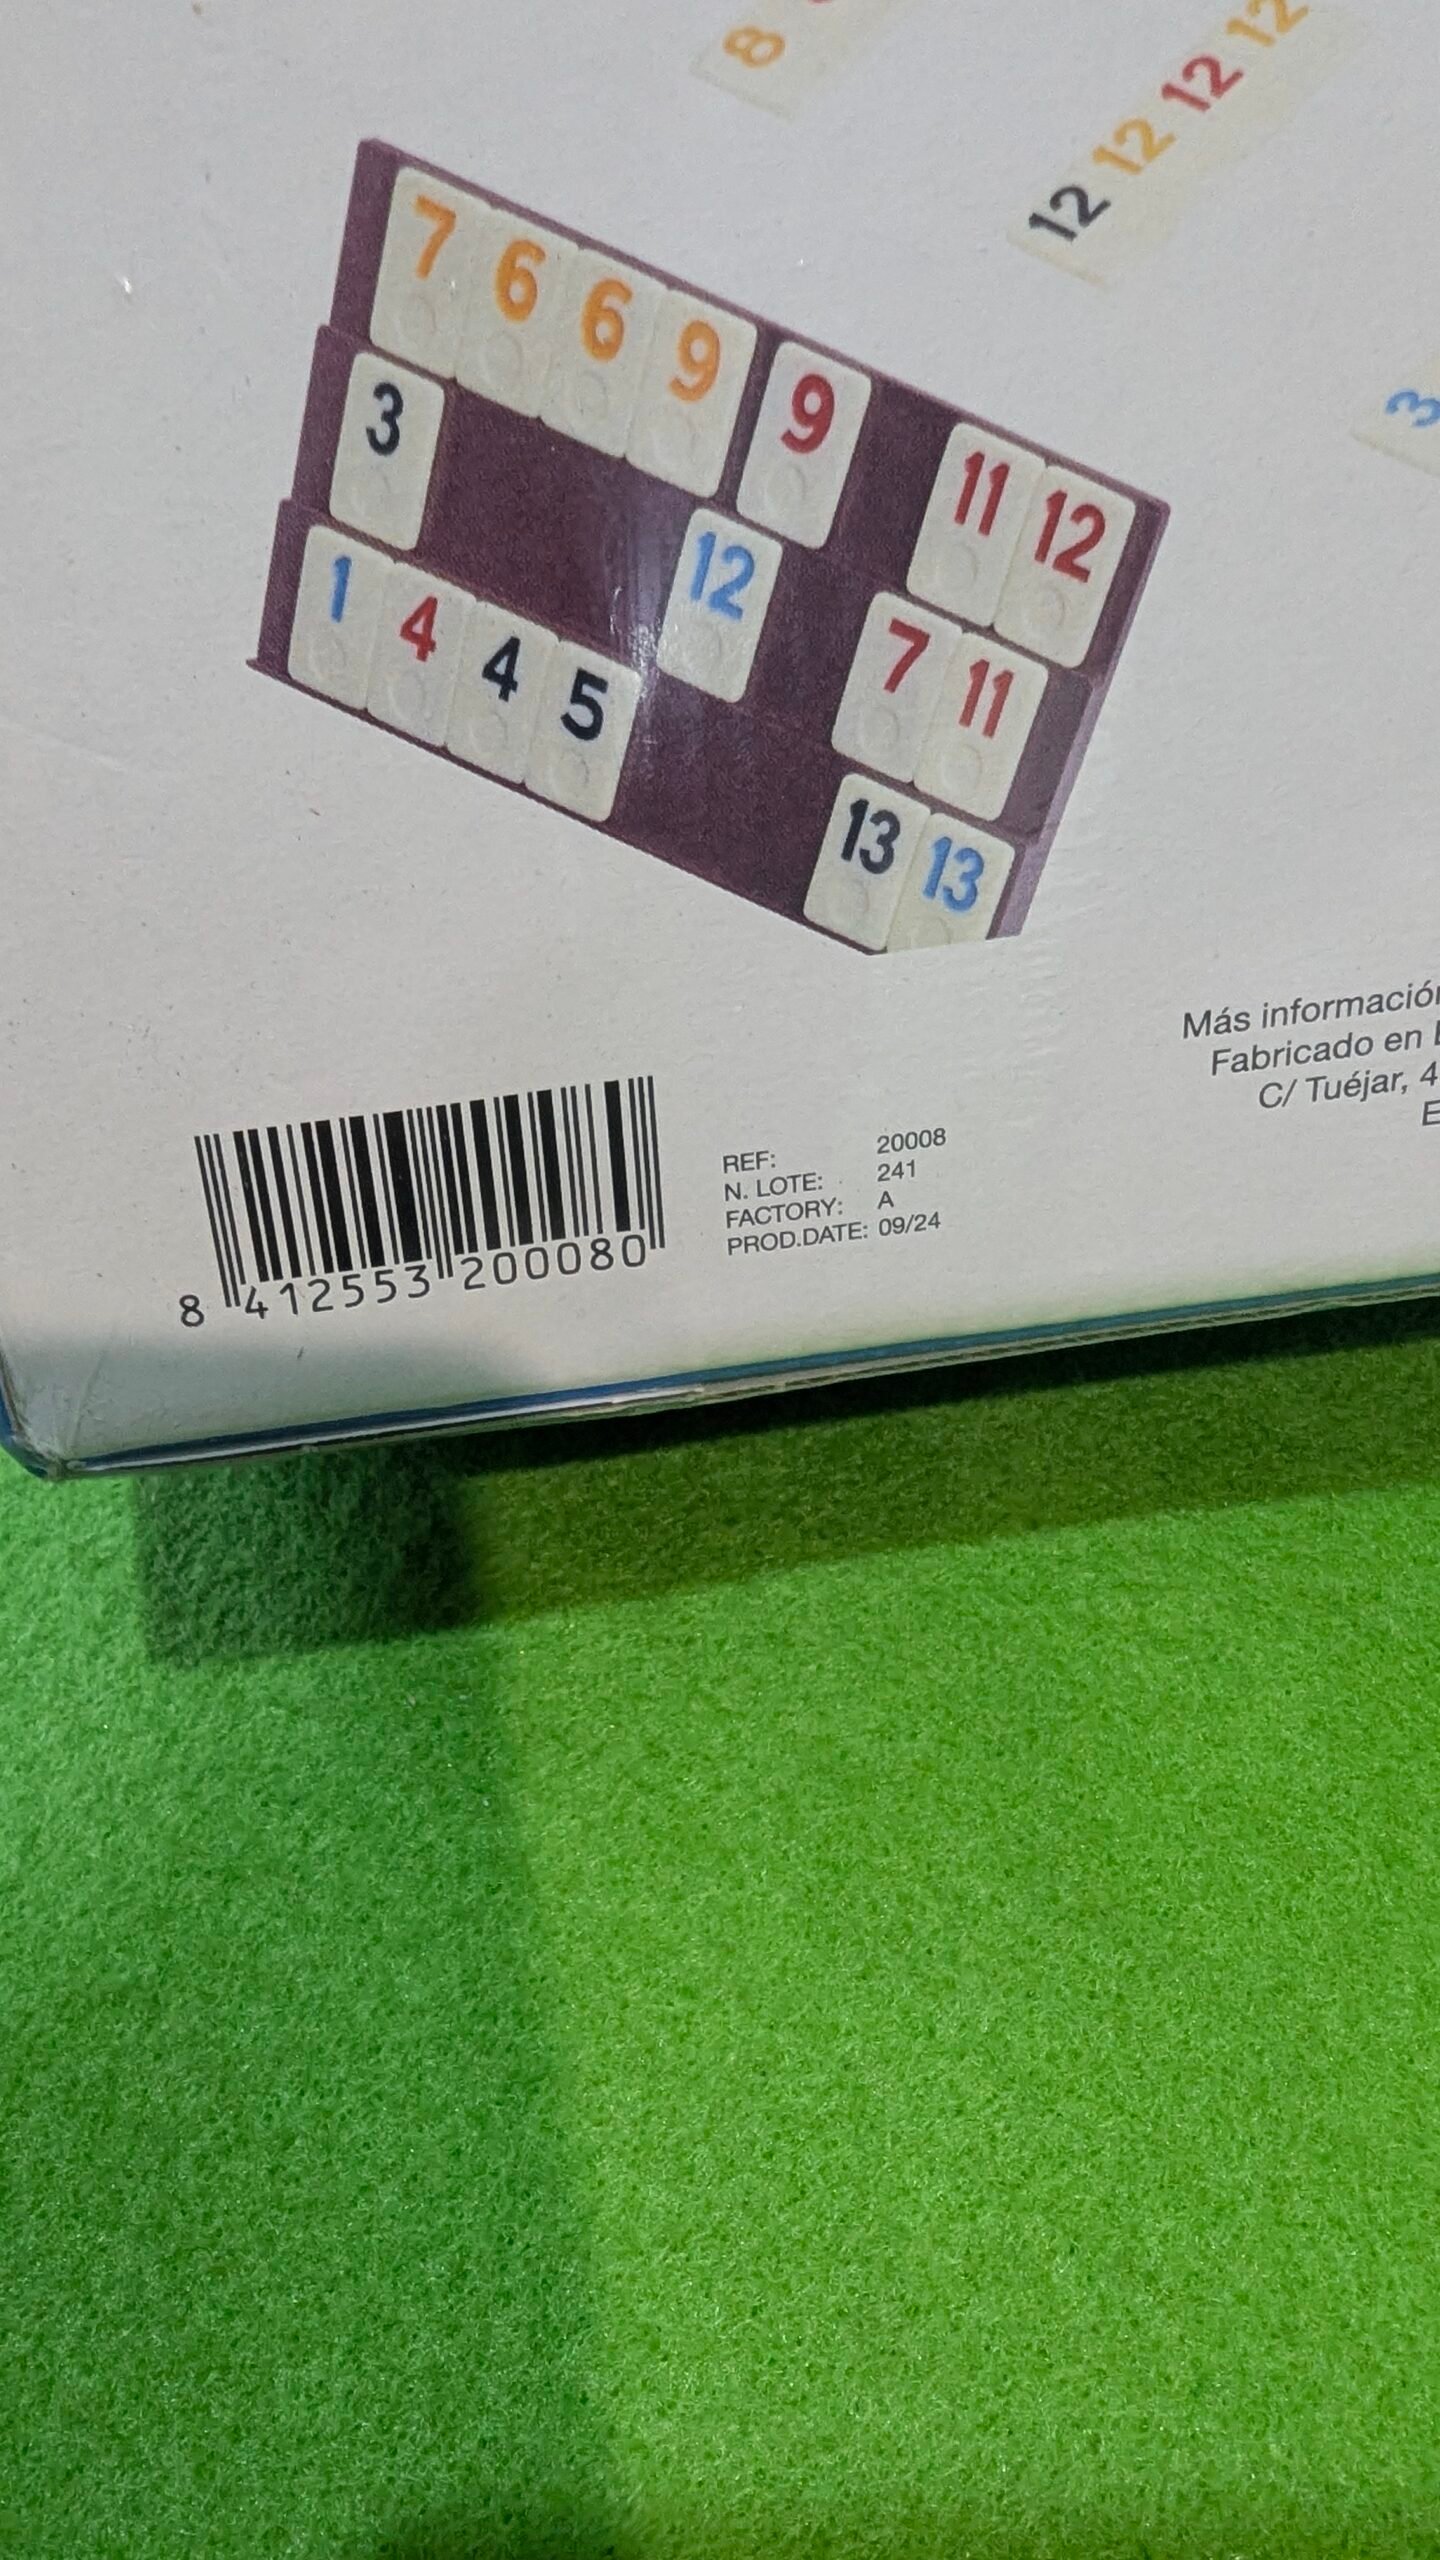 8
12 12 12 12
3
7 6 6 9 9 11 12
3 12 7 11
1 4 4 5 13 13
Más información
Fabricado en
C/ Tuéjar, 4
8 412553 200080
REF: 20008
N. LOTE: 241
FACTORY: A
PROD.DATE: 09/24